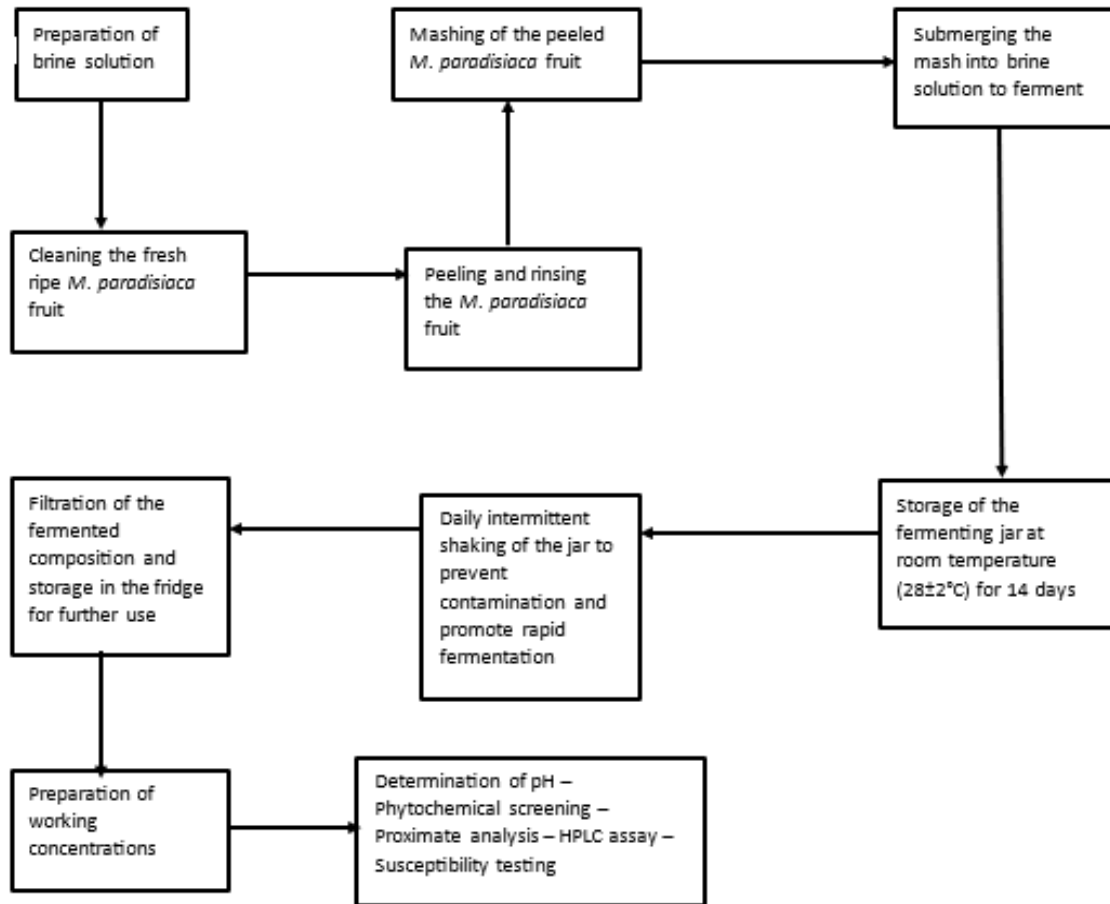 Preparation of
brine solution
Cleaning the fresh
ripe M. paradisiaca
fruit
Peeling and rinsing
the M. paradisiaca
fruit
Mashing of the peeled
M. paradisiaca fruit
Submerging the
mash into brine
solution to ferment
Storage of the
fermenting jar at
room temperature
(28±2°C) for 14 days
Daily intermittent
shaking of the jar to
prevent
contamination and
promote rapid
fermentation
Filtration of the
fermented
composition and
storage in the fridge
for further use
Preparation of
working
concentrations
Determination of pH –
Phytochemical screening –
Proximate analysis – HPLC assay –
Susceptibility testing